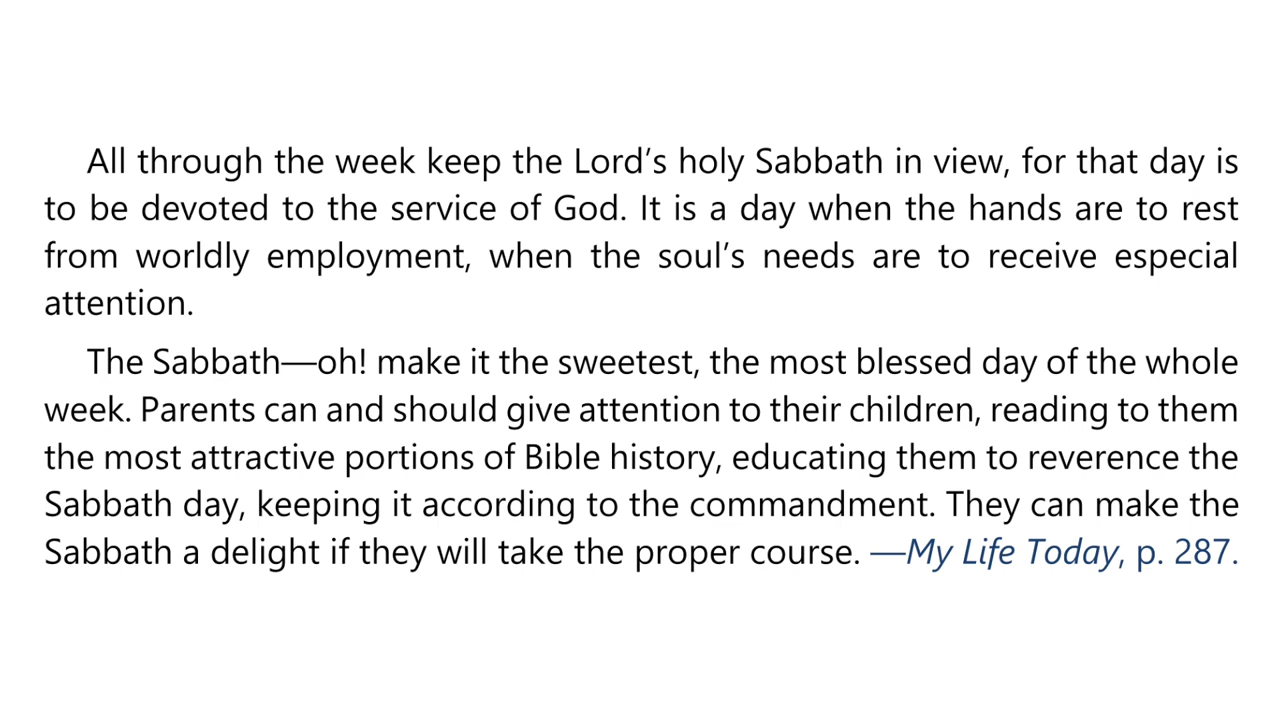 All through the week keep the Lord’s holy Sabbath in view, for that day is
to be devoted to the service of God. It is a day when the hands are to rest
from worldly employment, when the soul’s needs are to receive especial
attention.
The Sabbath—oh! make it the sweetest, the most blessed day of the whole
week. Parents can and should give attention to their children, reading to them
the most attractive portions of Bible history, educating them to reverence the
Sabbath day, keeping it according to the commandment. They can make the
Sabbath a delight if they will take the proper course. —My Life Today, p. 287.